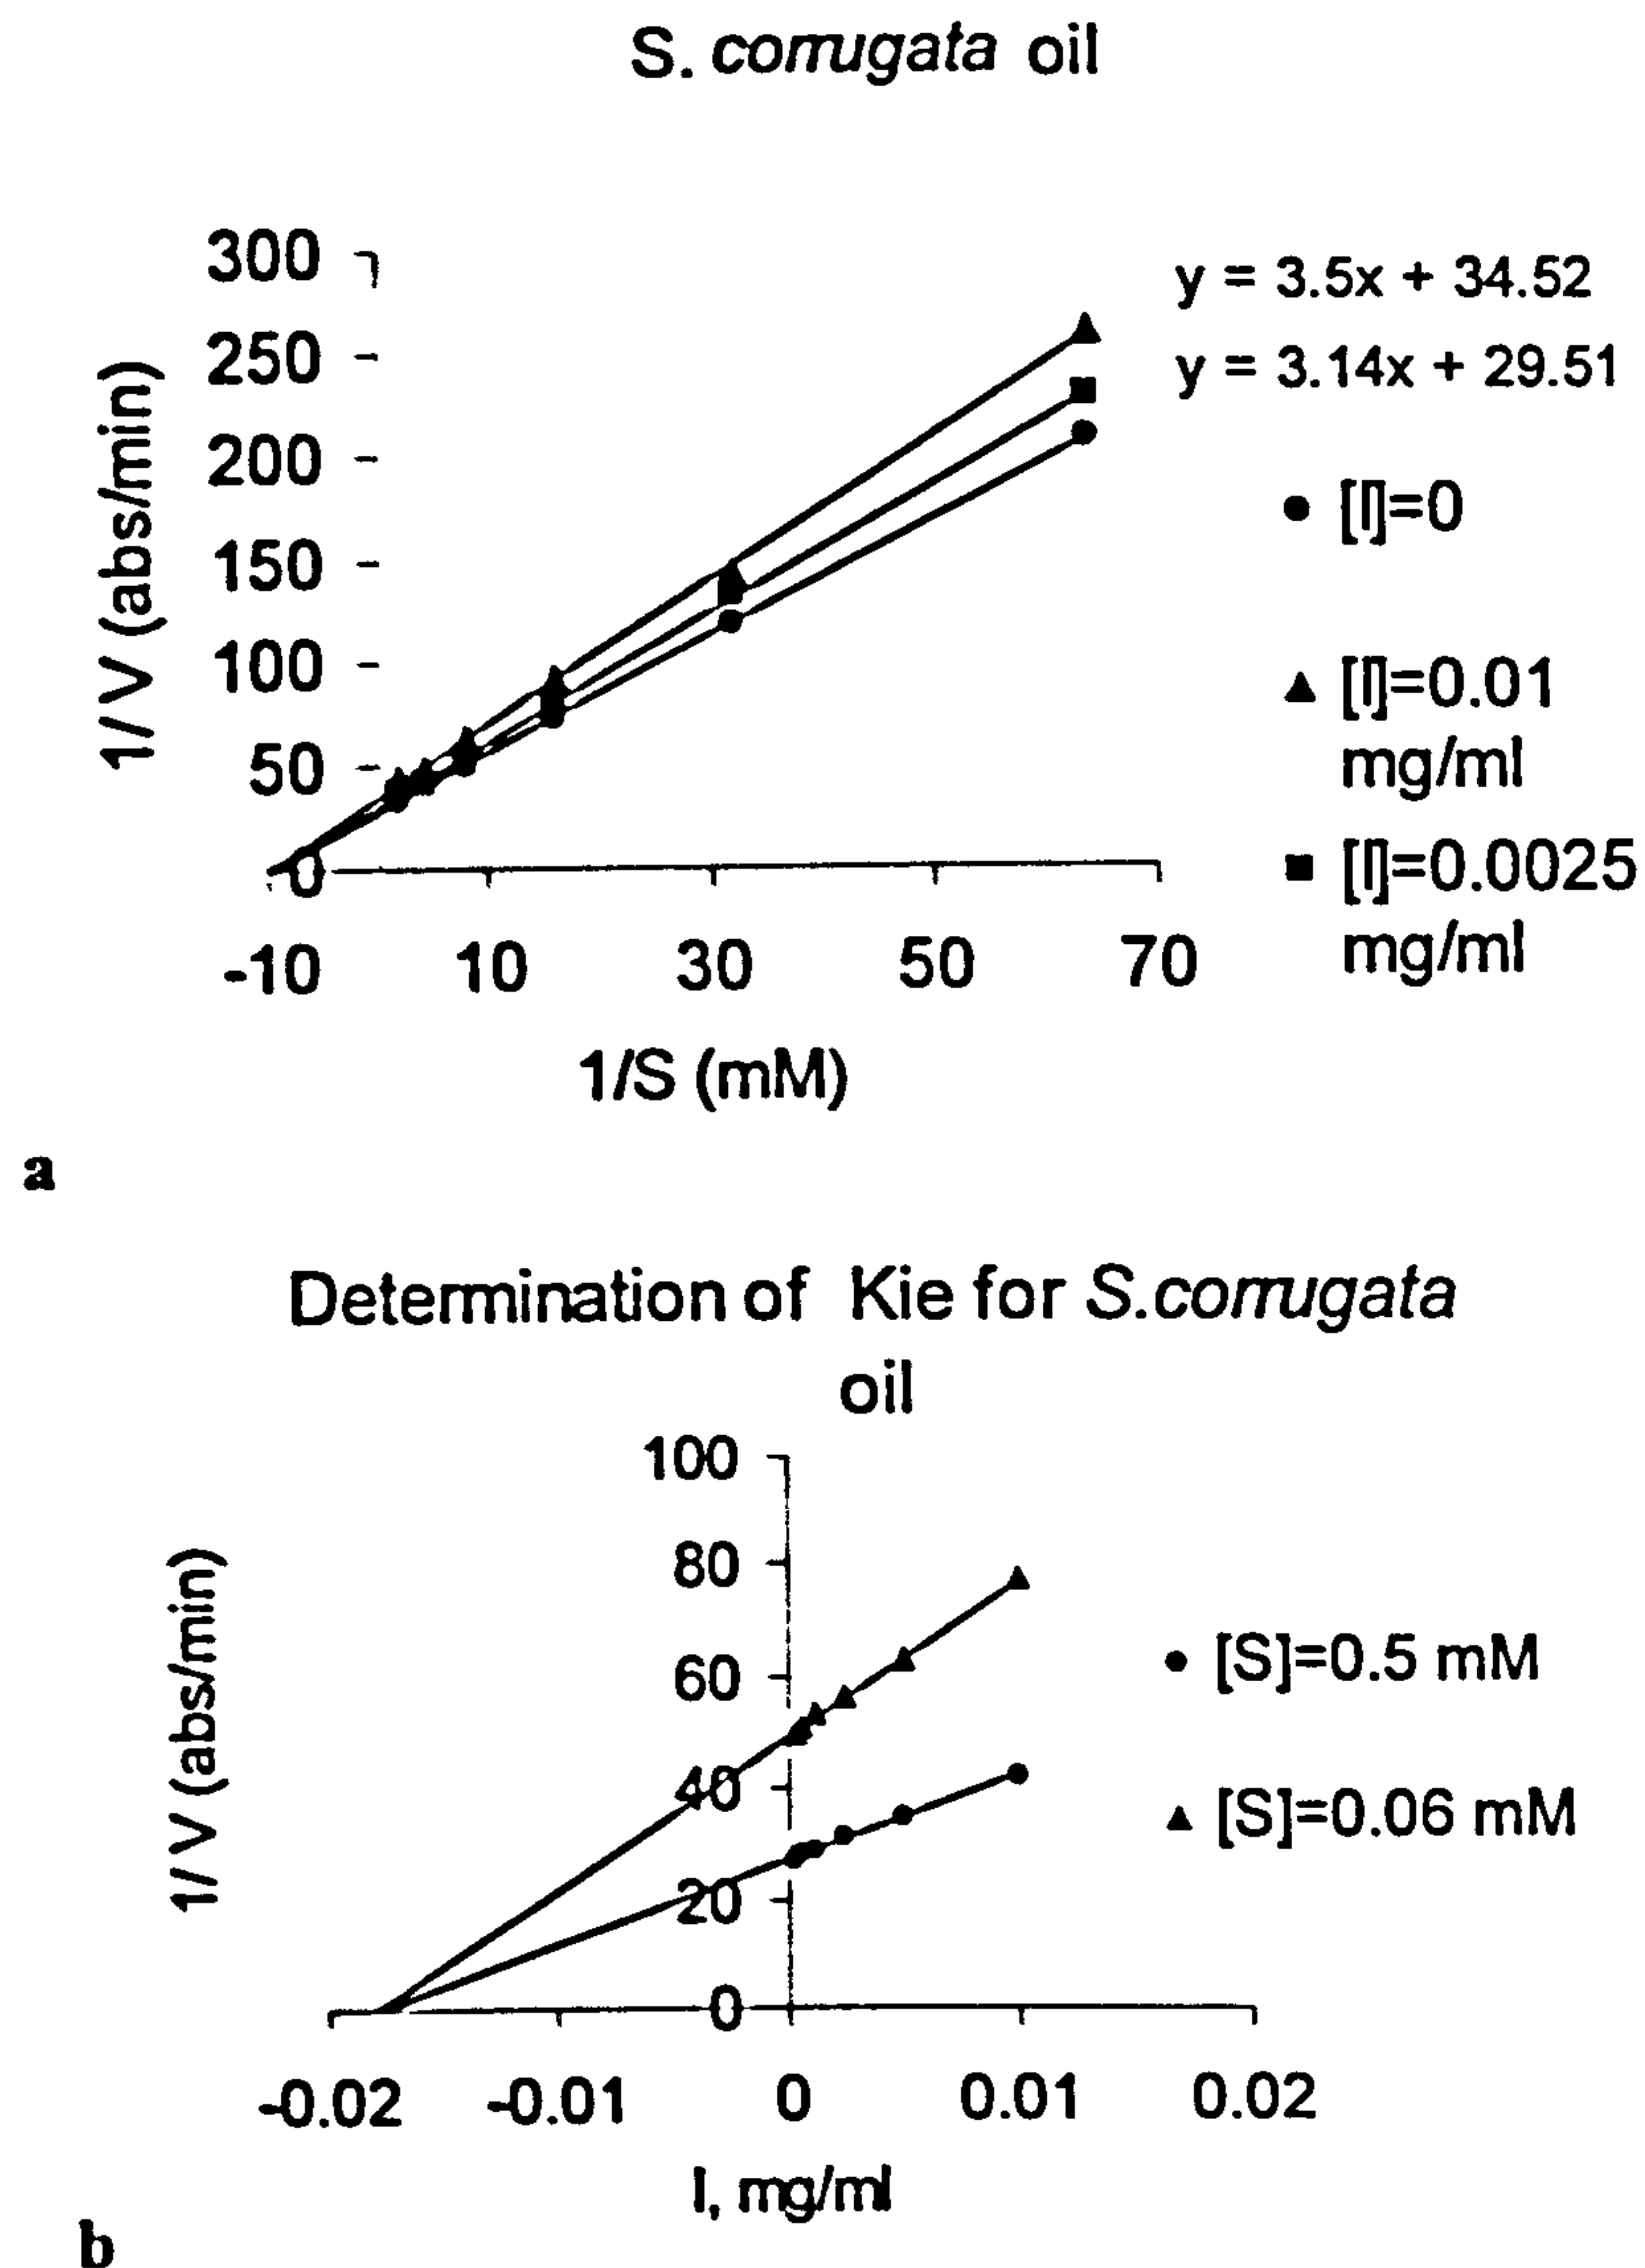 S. corrugata oil
300
250
200
150
100
50
0
1/ V (abs/min)
-10 10 30 50 70
1/S (mM)
y = 3.5x + 34.52
y = 3.14x + 29.51
[I]=0
[I]=0.01
mg/ml
[I]=0.0025
mg/ml
a
Determination of Kie for S.corrugata
oil
100
80
60
40
20
0
1/ V (abs/min)
-0.02 -0.01 0 0.01 0.02
I, mg/ml
[S]=0.5 mM
[S]=0.06 mM
b